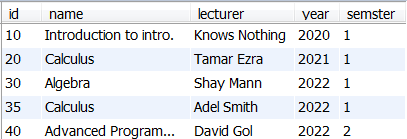 id name lecturer year semster
10 Introduction to intro. Knows Nothing 2020 1
20 Calculus Tamar Ezra 2021 1
30 Algebra Shay Mann 2022 1
35 Calculus Adel Smith 2022 1
40 Advanced Program... David Gol 2022 2